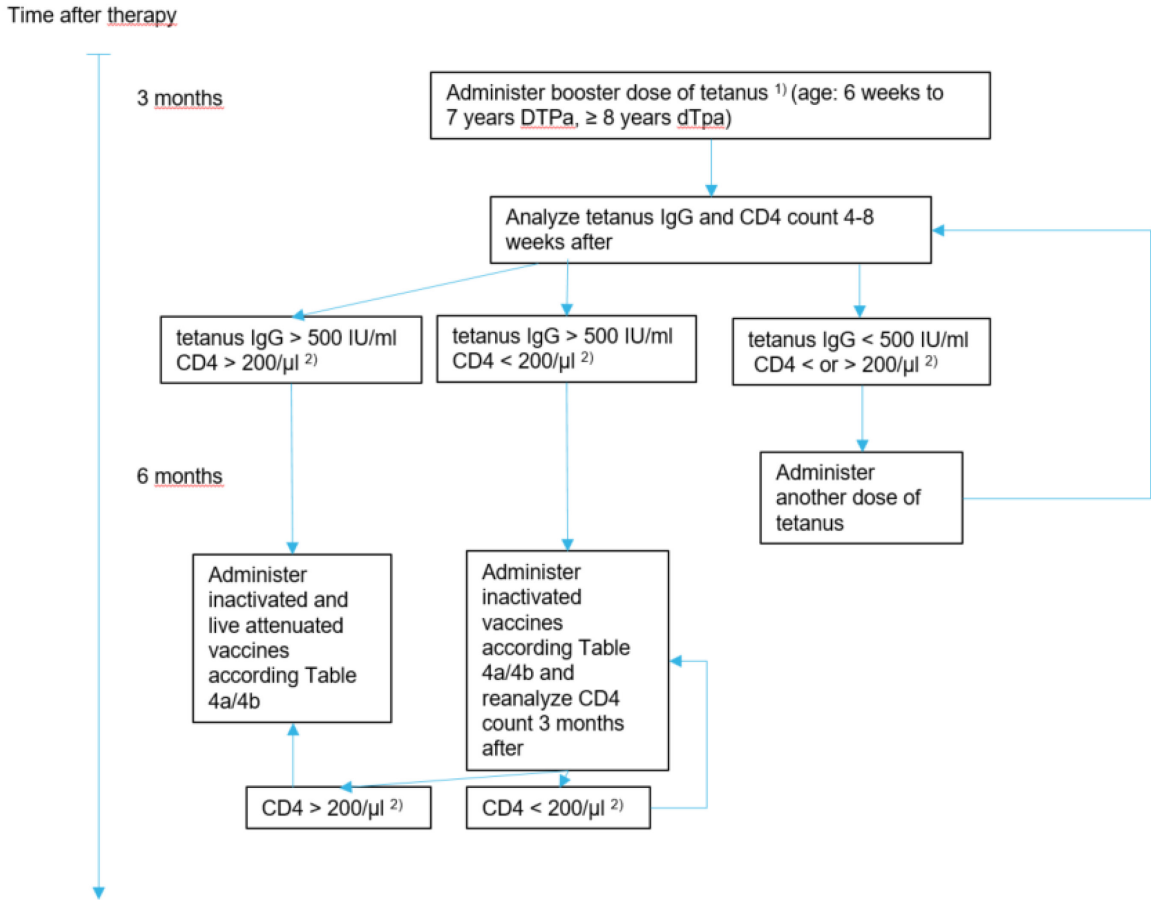 Time after therapy
3 months
Administer booster dose of tetanus 1) (age: 6 weeks to
7 years DTPa, ≥ 8 years dTpa)
Analyze tetanus IgG and CD4 count 4-8
weeks after
tetanus IgG > 500 IU/ml
CD4 > 200/µl 2)
tetanus IgG > 500 IU/ml
CD4 < 200/µl 2)
tetanus IgG < 500 IU/ml
CD4 < or > 200/µl 2)
6 months
Administer
another dose of
tetanus
Administer
inactivated and
live attenuated
vaccines
according Table
4a/4b
Administer
inactivated
vaccines
according Table
4a/4b and
reanalyze CD4
count 3 months
after
CD4 > 200/µl 2)
CD4 < 200/µl 2)